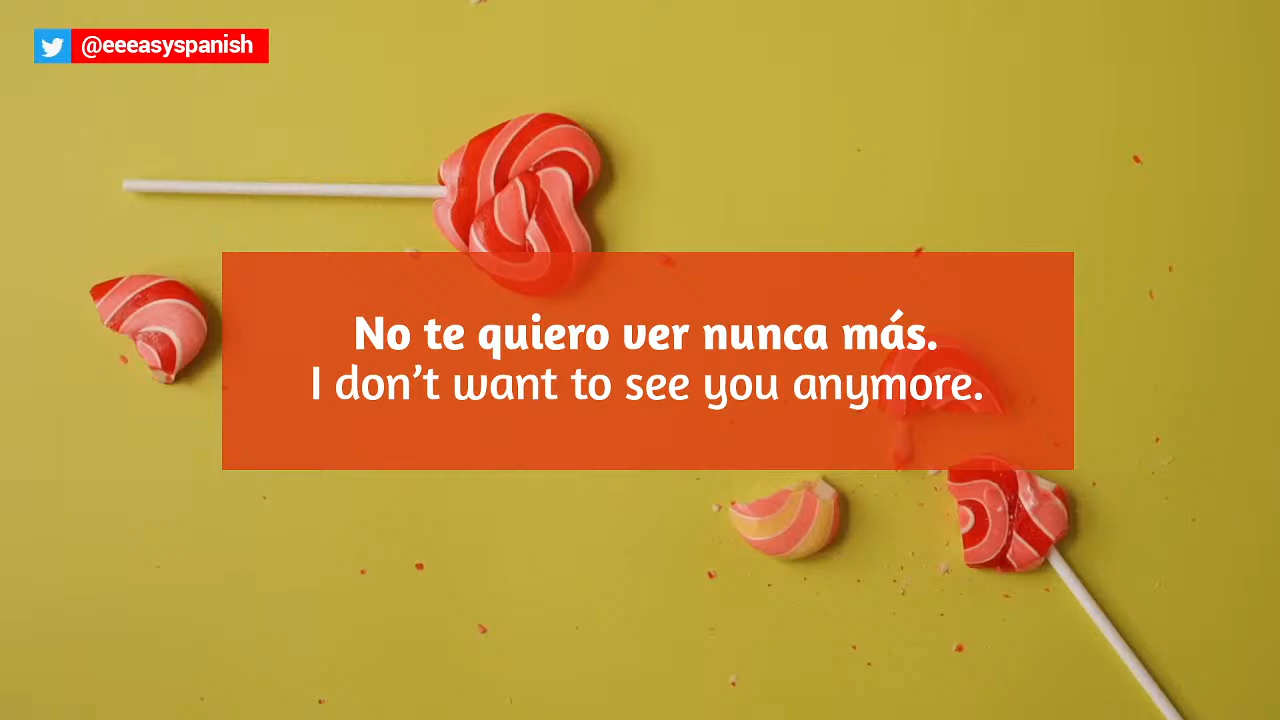 @eeeasyspanish
No te quiero ver nunca más.
I don’t want to see you anymore.